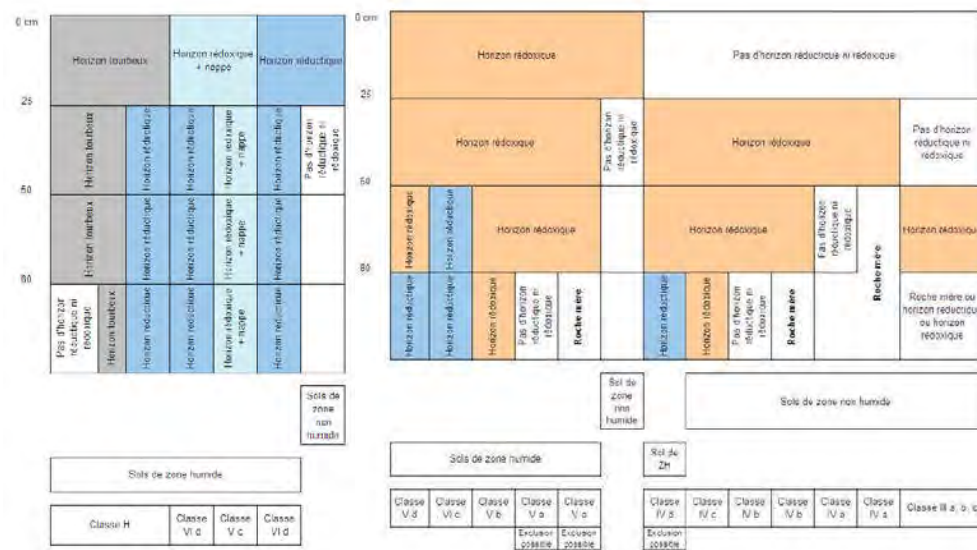 0 cm
Horizon tourbeux
Horizon rédoxique
+ nappe
Horizon réductique
25
Horizon tourbeux
Horizon réductique
Horizon réductique
Horizon rédoxique
+ nappe
Horizon réductique
Pas d'horizon
réductique ni
rédoxique
50
Horizon tourbeux
Horizon réductique
Horizon réductique
Horizon rédoxique
+ nappe
Horizon réductique
80
Pas d'horizon
réductique ni
rédoxique
Horizon tourbeux
Horizon réductique
Horizon réductique
Horizon rédoxique
+ nappe
Horizon réductique
Sols de
zone
non
humide
Sols de zone humide
Classe H
Classe
VI d
Classe
V c
Classe
VI d
0 cm
Horizon rédoxique
Pas d'horizon réductique ni rédoxique
25
Horizon rédoxique
Pas d'horizon
réductique ni
rédoxique
Horizon rédoxique
Pas d'horizon
réductique ni
rédoxique
50
Horizon rédoxique
Horizon réductique
Horizon rédoxique
Horizon rédoxique
Pas d'horizon
réductique ni
rédoxique
Roche mère
Horizon rédoxique
80
Horizon réductique
Horizon réductique
Horizon rédoxique
Pas d'horizon
réductique ni
rédoxique
Roche mère
Horizon réductique
Horizon rédoxique
Pas d'horizon
réductique ni
rédoxique
Roche mère
Roche mère ou
horizon réductique
ou horizon
rédoxique
Sol de
zone
non
humide
Sols de zone non humide
Sols de zone humide
Sol de
ZH
Classe
V d
Classe
VI c
Classe
V b
Classe
V a
Classe
V a
Classe
IV d
Classe
IV c
Classe
IV b
Classe
IV b
Classe
IV a
Classe
IV a
Classe III a, b, c
Exclusion
possible
Exclusion
possible
Exclusion
possible